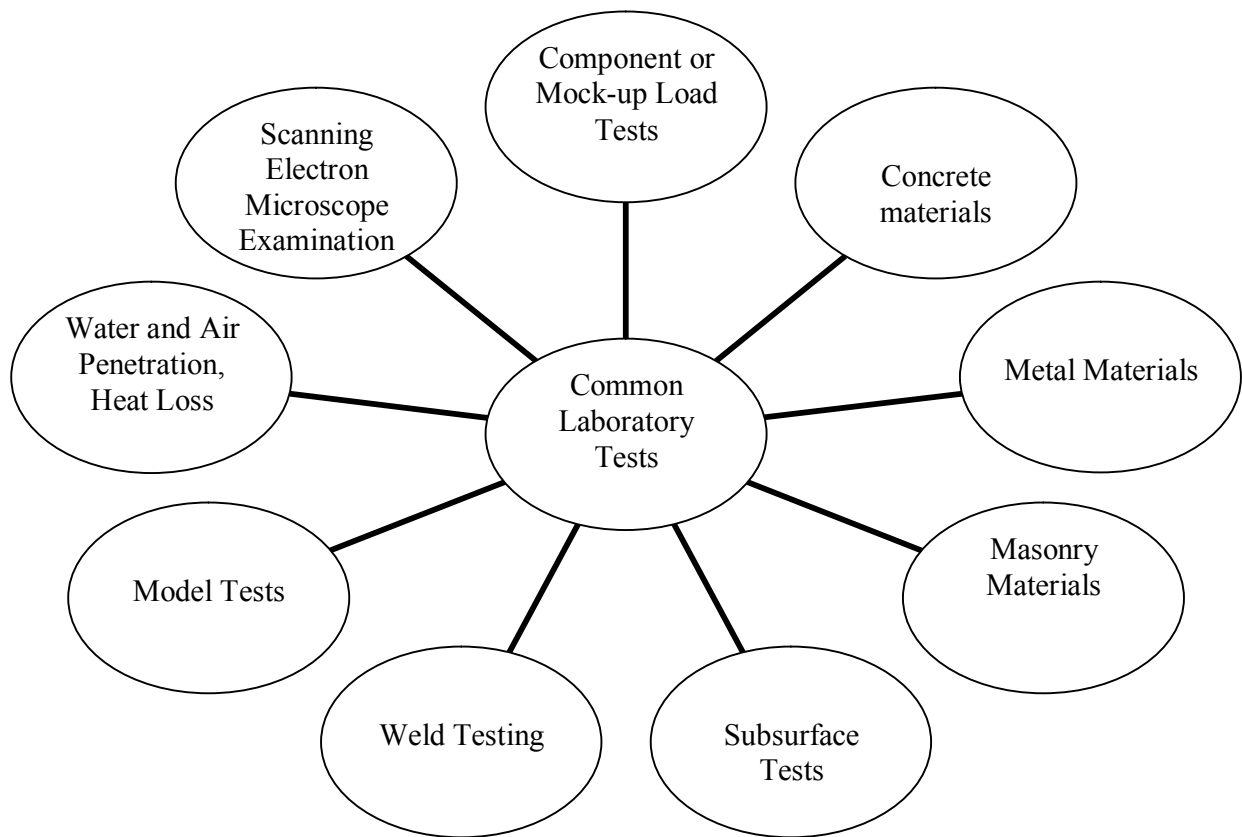 Component or
Mock-up Load
Tests
Scanning
Electron
Microscope
Examination
Concrete
materials
Water and Air
Penetration,
Heat Loss
Metal Materials
Common
Laboratory
Tests
Masonry
Materials
Model Tests
Weld Testing
Subsurface
Tests